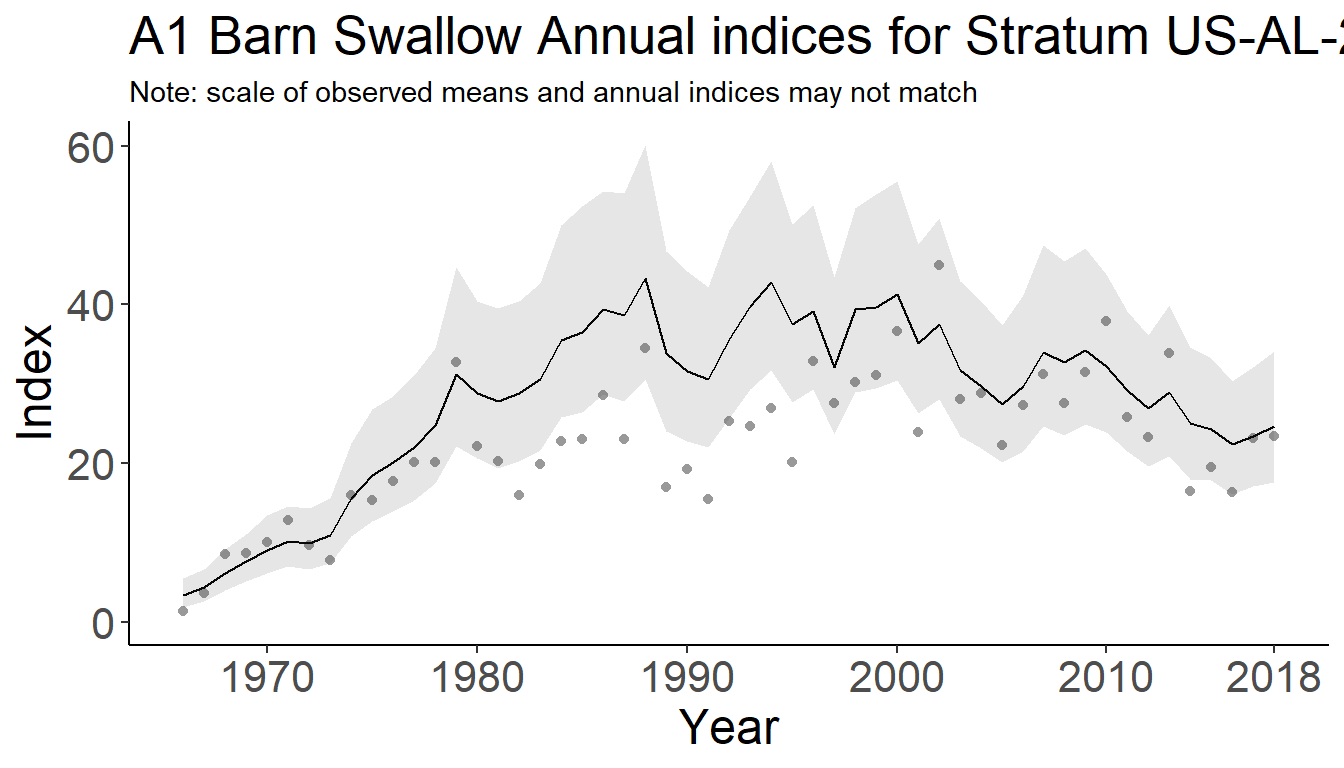 A1 Barn Swallow Annual indices for Stratum US-AL-2
Note: scale of observed means and annual indices may not match
60
40
20
0
Index
1970 1980 1990 2000 2010 2018
Year